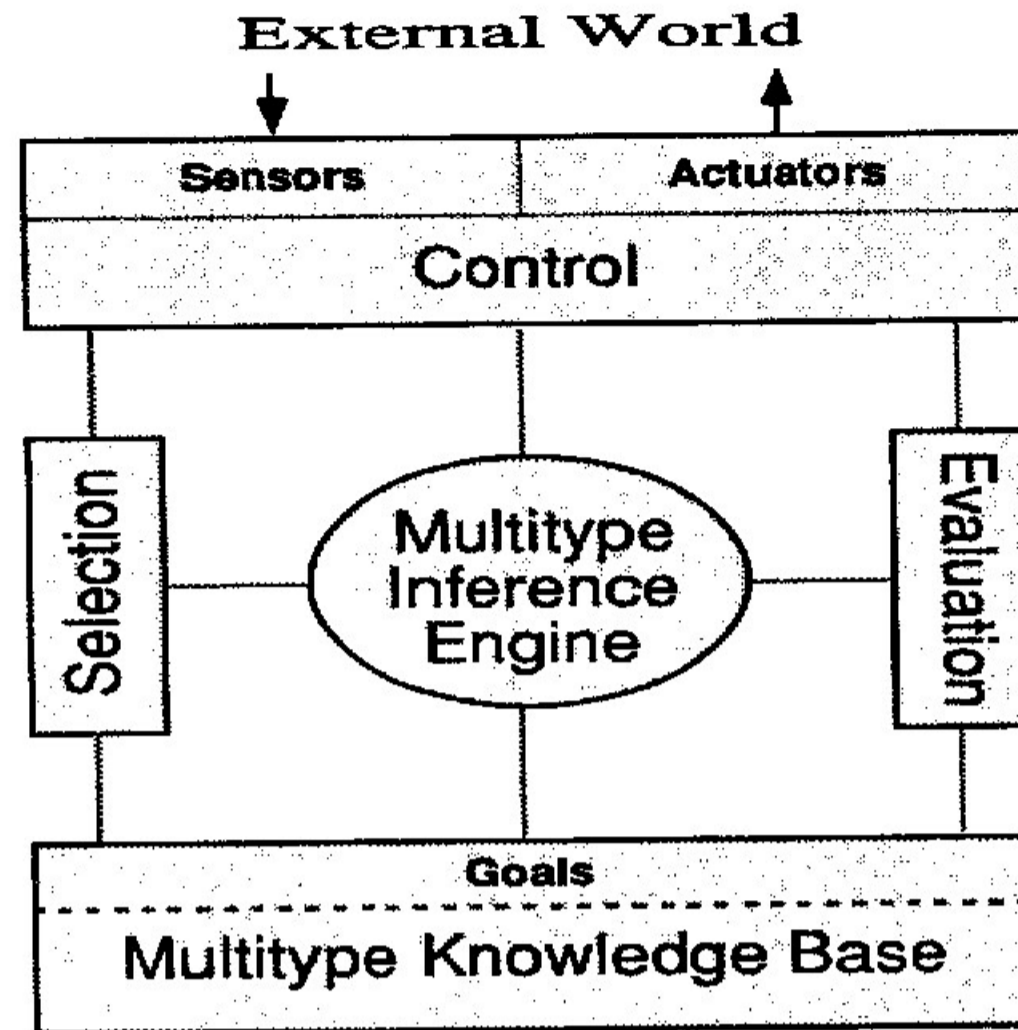 External World
Sensors
Actuators
Control
Selection
Multitype
Inference
Engine
Evaluation
Goals
Multitype Knowledge Base